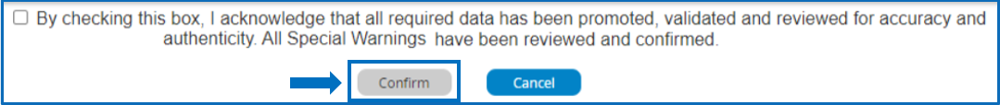 By checking this box, I acknowledge that all required data has been promoted, validated and reviewed for accuracy and
authenticity. All Special Warnings have been reviewed and confirmed.
Confirm Cancel